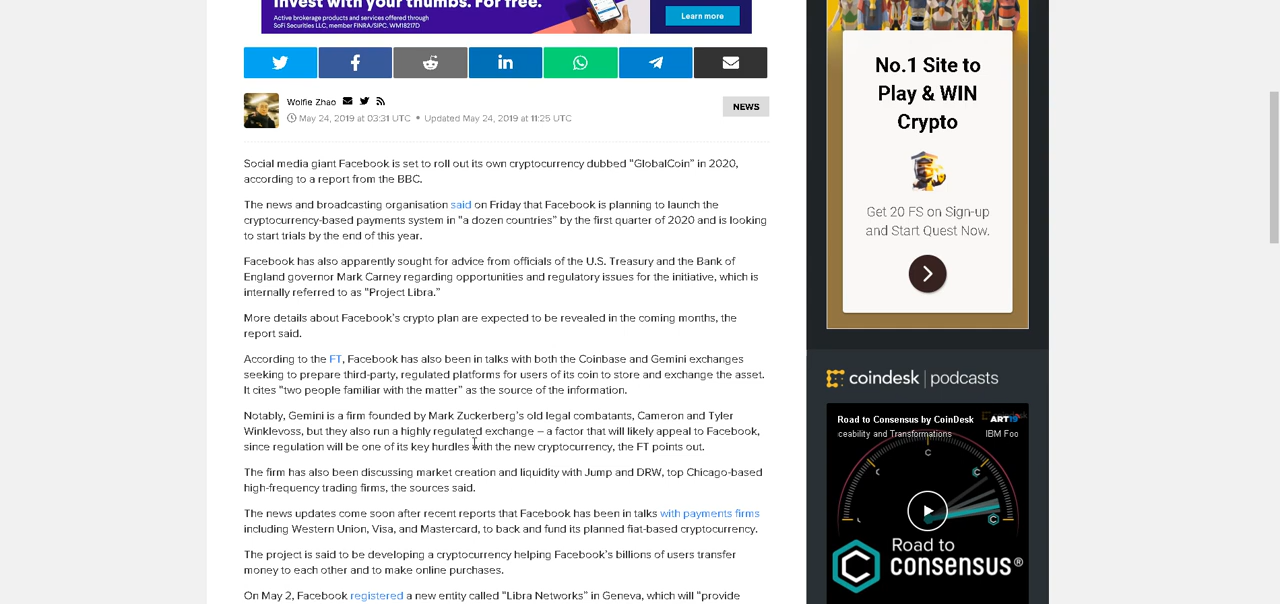 Invest with your thumbs. For free.
Active brokerage products and services offered through
SoFi Securities LLC, member FINRA/SIPC. WM18217D
Learn more
Wolfie Zhao
May 24, 2019 at 03:31 UTC • Updated May 24, 2019 at 11:25 UTC
NEWS
Social media giant Facebook is set to roll out its own cryptocurrency dubbed "GlobalCoin" in 2020,
according to a report from the BBC.
The news and broadcasting organisation said on Friday that Facebook is planning to launch the
cryptocurrency-based payments system in "a dozen countries" by the first quarter of 2020 and is looking
to start trials by the end of this year.
Facebook has also apparently sought for advice from officials of the U.S. Treasury and the Bank of
England governor Mark Carney regarding opportunities and regulatory issues for the initiative, which is
internally referred to as "Project Libra."
More details about Facebook's crypto plan are expected to be revealed in the coming months, the
report said.
According to the FT, Facebook has also been in talks with both the Coinbase and Gemini exchanges
seeking to prepare third-party, regulated platforms for users of its coin to store and exchange the asset.
It cites "two people familiar with the matter" as the source of the information.
Notably, Gemini is a firm founded by Mark Zuckerberg's old legal combatants, Cameron and Tyler
Winklevoss, but they also run a highly regulated exchange – a factor that will likely appeal to Facebook,
since regulation will be one of its key hurdles with the new cryptocurrency, the FT points out.
The firm has also been discussing market creation and liquidity with Jump and DRW, top Chicago-based
high-frequency trading firms, the sources said.
The news updates come soon after recent reports that Facebook has been in talks with payments firms
including Western Union, Visa, and Mastercard, to back and fund its planned fiat-based cryptocurrency.
The project is said to be developing a cryptocurrency helping Facebook's billions of users transfer
money to each other and to make online purchases.
On May 2, Facebook registered a new entity called "Libra Networks" in Geneva, which will "provide
No.1 Site to
Play & WIN
Crypto
Get 20 FS on Sign-up
and Start Quest Now.
coindesk | podcasts
Road to Consensus by CoinDesk
ART19
ceability and Transformations
IBM Foo
Road to
consensus®